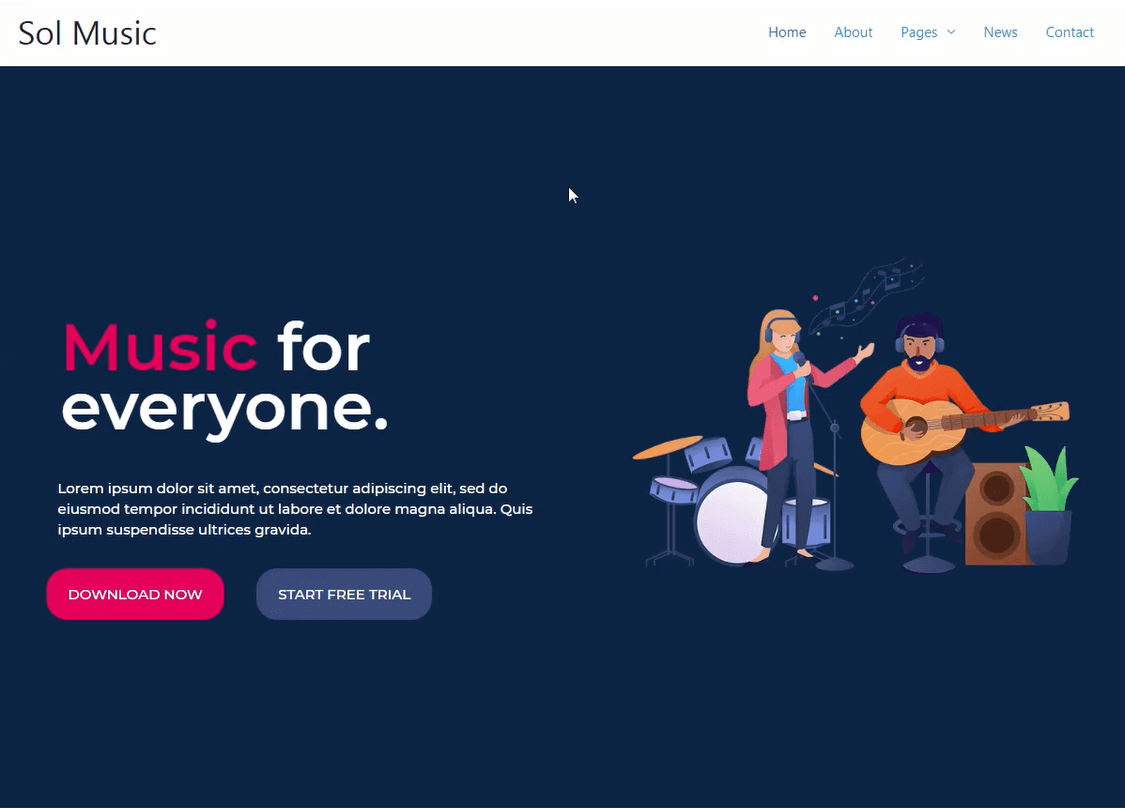 Sol Music
Home About Pages News Contact
Music for
everyone.
Lorem ipsum dolor sit amet, consectetur adipiscing elit, sed do
eiusmod tempor incididunt ut labore et dolore magna aliqua. Quis
ipsum suspendisse ultrices gravida.
DOWNLOAD NOW START FREE TRIAL